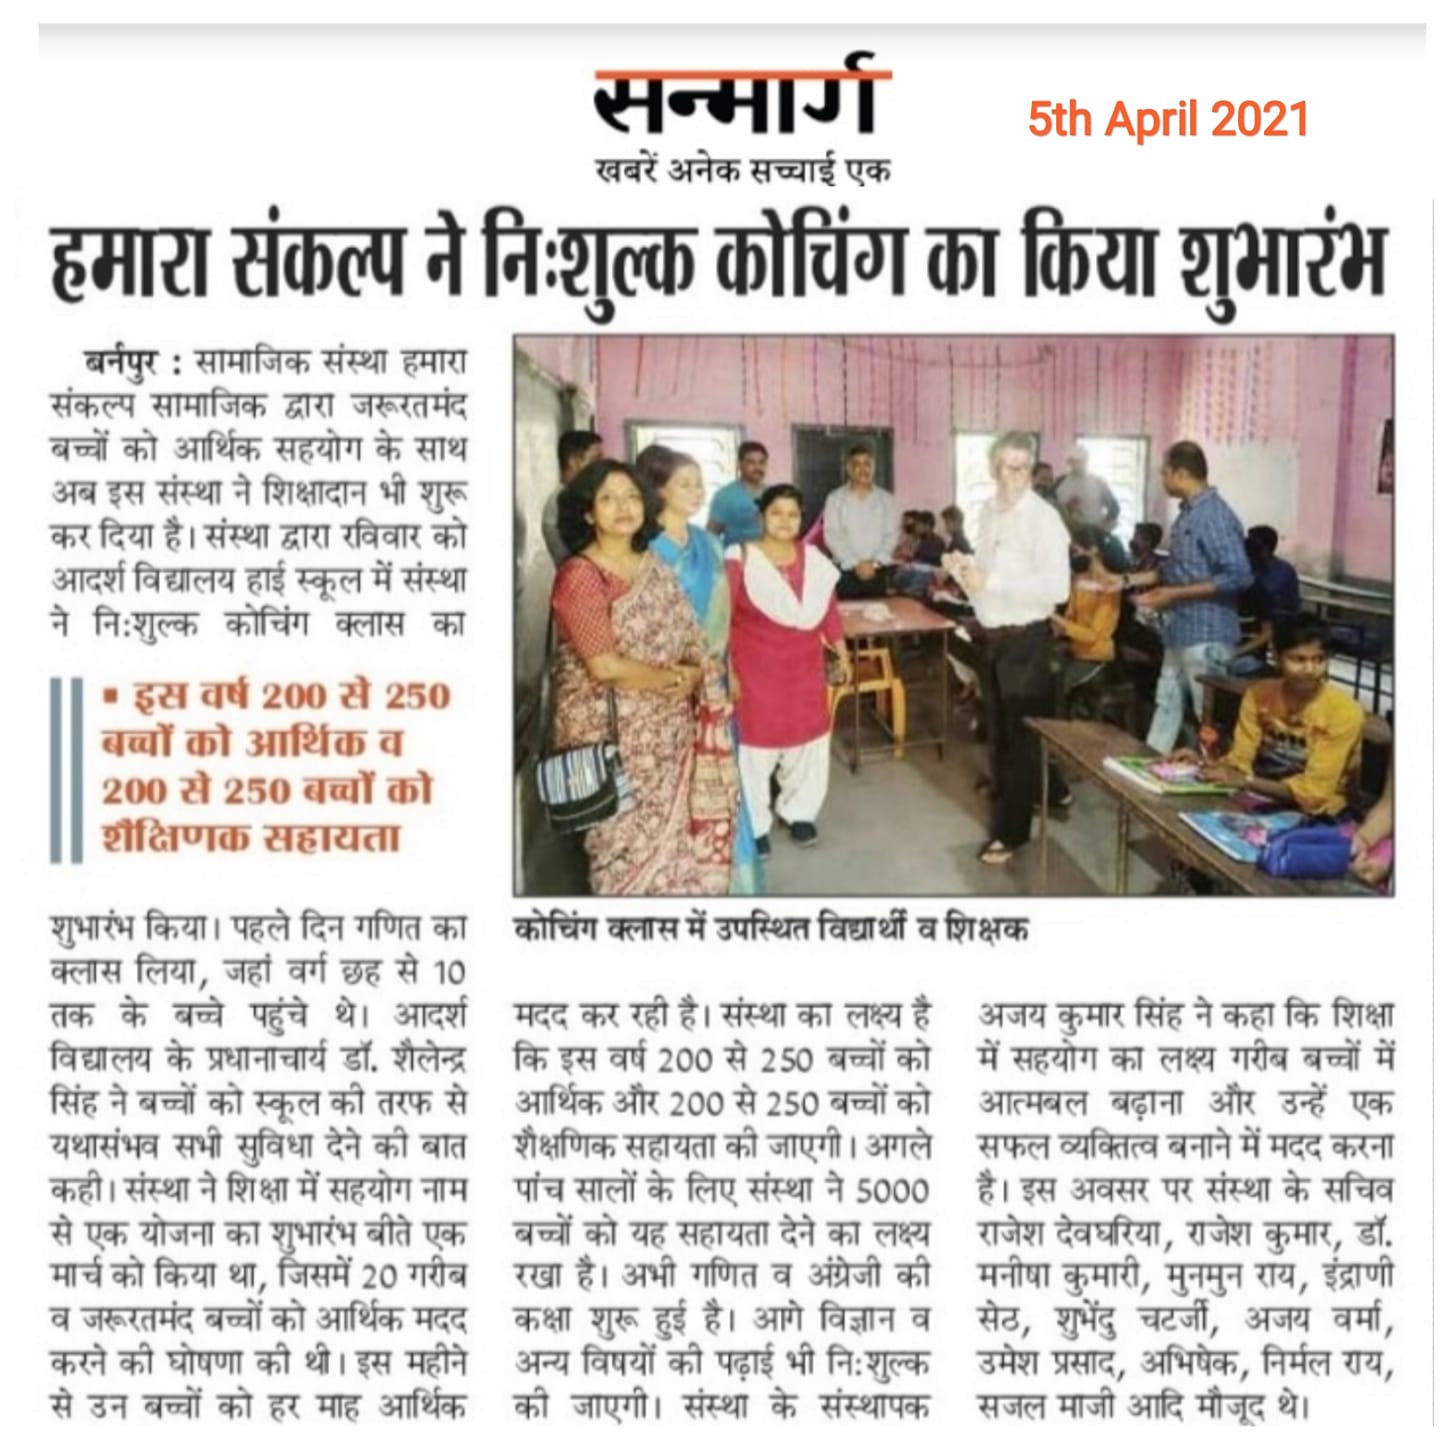 सन्मार्ग
खबरें अनेक सच्चाई एक
5th April 2021
हमारा संकल्प ने निःशुल्क कोचिंग का किया शुभारंभ
बर्नपुर : सामाजिक संस्था हमारा
संकल्प सामाजिक द्वारा जरूरतमंद
बच्चों को आर्थिक सहयोग के साथ
अब इस संस्था ने शिक्षादान भी शुरू
कर दिया है। संस्था द्वारा रविवार को
आदर्श विद्यालय हाई स्कूल में संस्था
ने नि:शुल्क कोचिंग क्लास का
▪ इस वर्ष 200 से 250
बच्चों को आर्थिक व
200 से 250 बच्चों को
शैक्षिणक सहायता
शुभारंभ किया। पहले दिन गणित का
क्लास लिया, जहां वर्ग छह से 10
तक के बच्चे पहुंचे थे। आदर्श
विद्यालय के प्रधानाचार्य डॉ. शैलेन्द्र
सिंह ने बच्चों को स्कूल की तरफ से
यथासंभव सभी सुविधा देने की बात
कही। संस्था ने शिक्षा में सहयोग नाम
से एक योजना का शुभारंभ बीते एक
मार्च को किया था, जिसमें 20 गरीब
व जरूरतमंद बच्चों को आर्थिक मदद
करने की घोषणा की थी। इस महीने
से उन बच्चों को हर माह आर्थिक
कोचिंग क्लास में उपस्थित विद्यार्थी व शिक्षक
मदद कर रही है। संस्था का लक्ष्य है
कि इस वर्ष 200 से 250 बच्चों को
आर्थिक और 200 से 250 बच्चों को
शैक्षणिक सहायता की जाएगी। अगले
पांच सालों के लिए संस्था ने 5000
बच्चों को यह सहायता देने का लक्ष्य
रखा है। अभी गणित व अंग्रेजी की
कक्षा शुरू हुई है। आगे विज्ञान व
अन्य विषयों की पढ़ाई भी नि:शुल्क
की जाएगी। संस्था के संस्थापक
अजय कुमार सिंह ने कहा कि शिक्षा
में सहयोग का लक्ष्य गरीब बच्चों में
आत्मबल बढ़ाना और उन्हें एक
सफल व्यक्तित्व बनाने में मदद करना
है। इस अवसर पर संस्था के सचिव
राजेश देवघरिया, राजेश कुमार, डॉ.
मनीषा कुमारी, मुनमुन राय, इंद्राणी
सेठ, शुभेंदु चटर्जी, अजय वर्मा,
उमेश प्रसाद, अभिषेक, निर्मल राय,
सजल माजी आदि मौजूद थे।